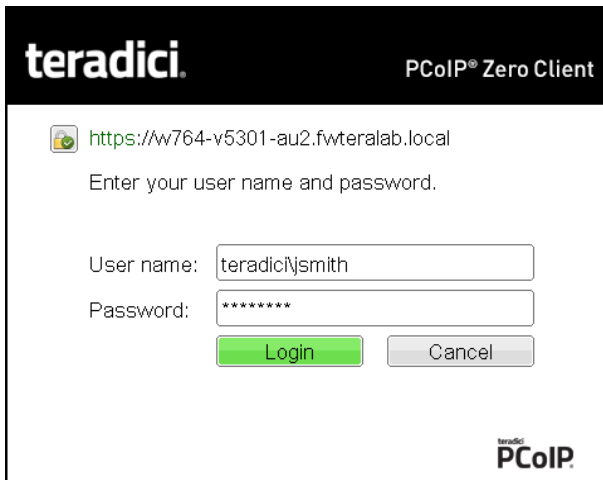 teradici.
PCoIP® Zero Client
https://w764-v5301-au2.fwteralab.local
Enter your user name and password.
User name: teradici\jsmith
Password: ********
Login Cancel
teradici
PCoIP.